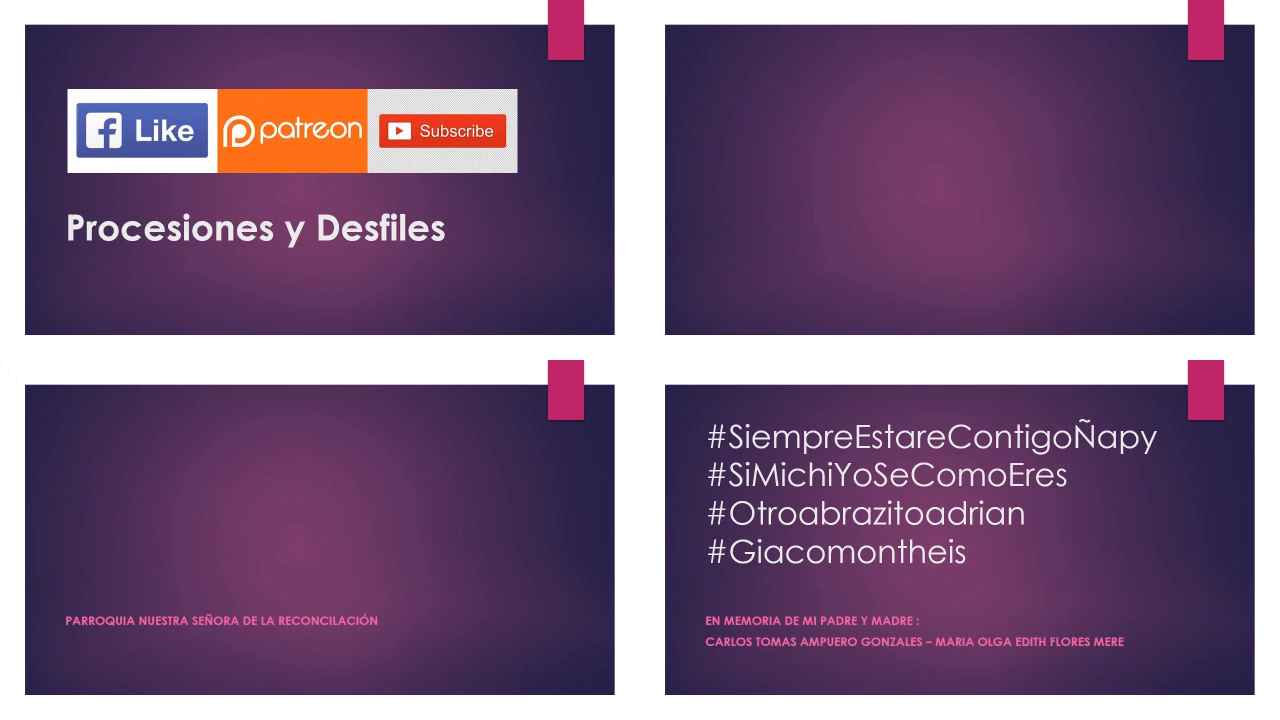 Like
patreon
Subscribe
Procesiones y Desfiles
PARROQUIA NUESTRA SEÑORA DE LA RECONCILACIÓN
#SiempreEstareContigoÑapy
#SiMichiYoSeComoEres
#Otroabrazitoadrian
#Giacomontheis
EN MEMORIA DE MI PADRE Y MADRE :
CARLOS TOMAS AMPUERO GONZALES – MARIA OLGA EDITH FLORES MERE